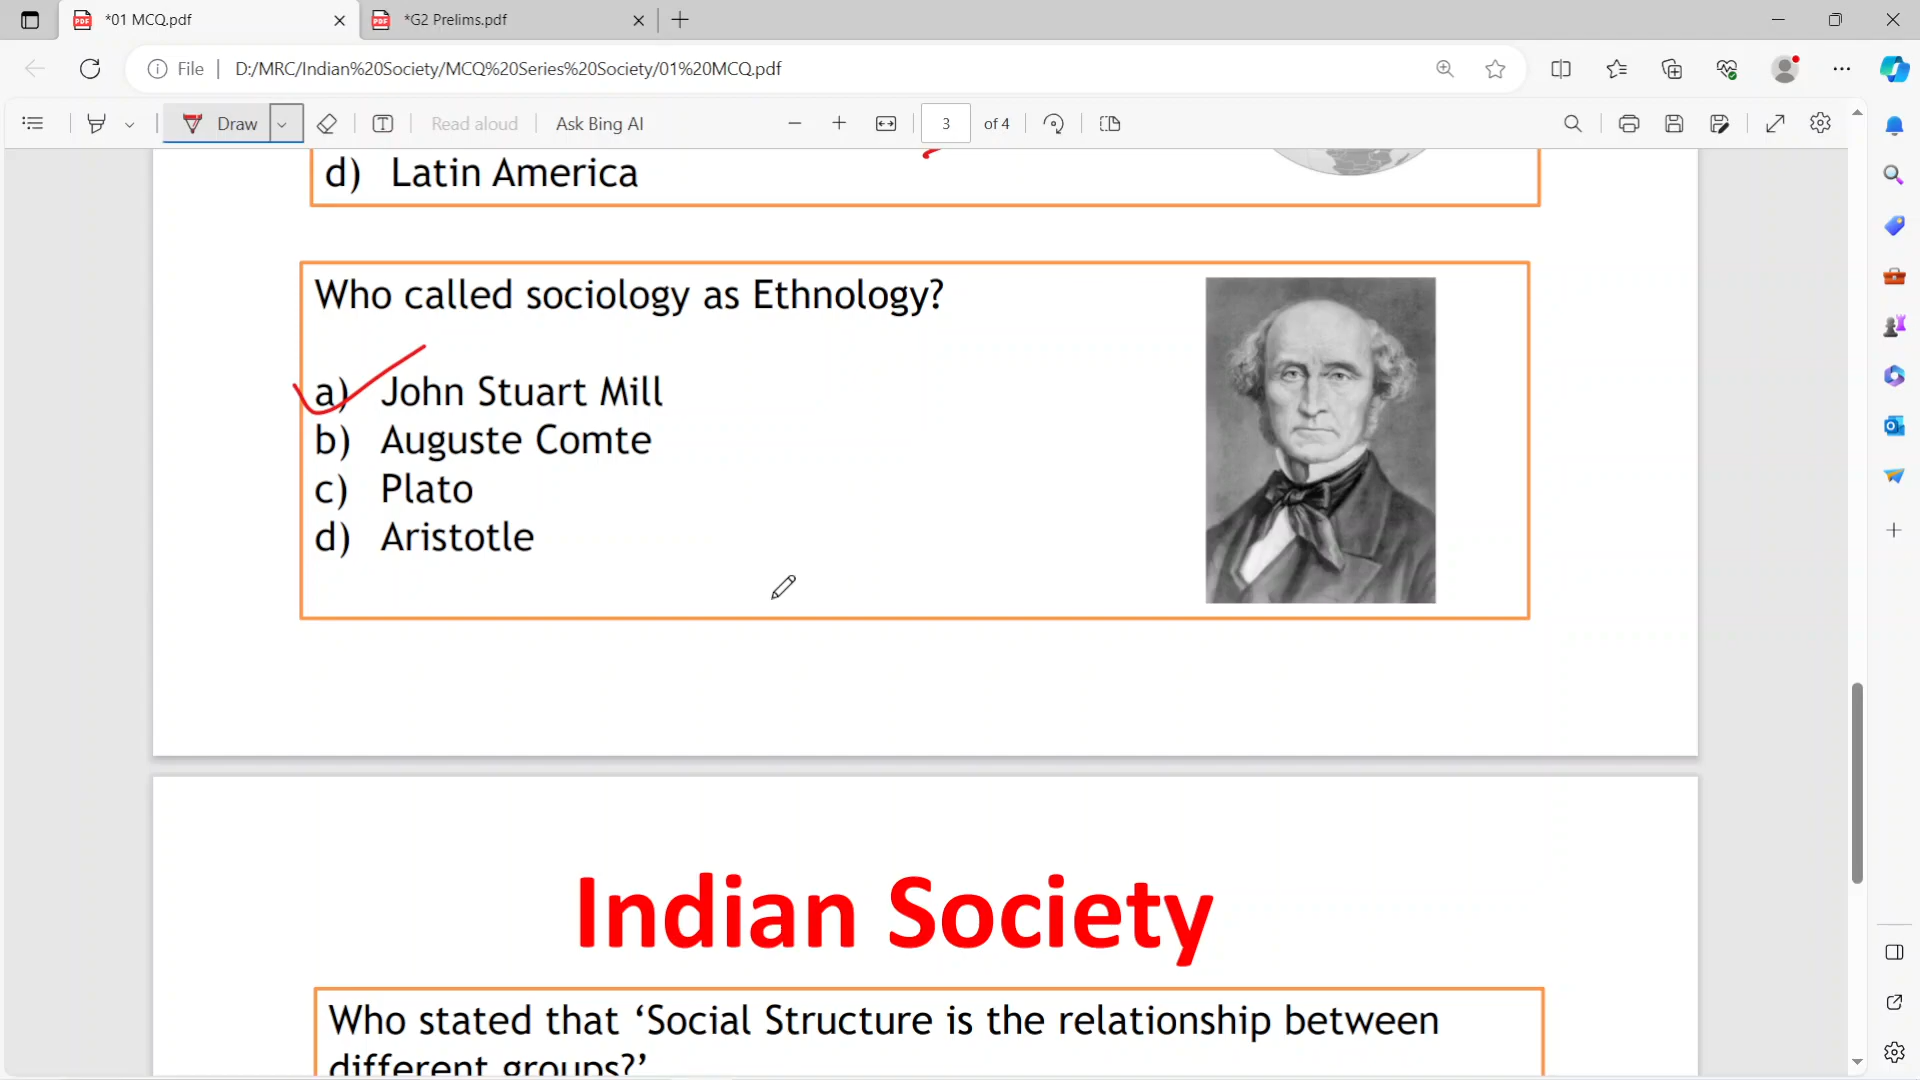 *01 MCQ.pdf
*G2 Prelims.pdf
File
D:/MRC/Indian%20Society/MCQ%20Series%20Society/01%20MCQ.pdf
Draw
Read aloud
Ask Bing AI
3 of 4
d) Latin America
Who called sociology as Ethnology?
a) John Stuart Mill
b) Auguste Comte
c) Plato
d) Aristotle
Indian Society
Who stated that ‘Social Structure is the relationship between
different groups?’